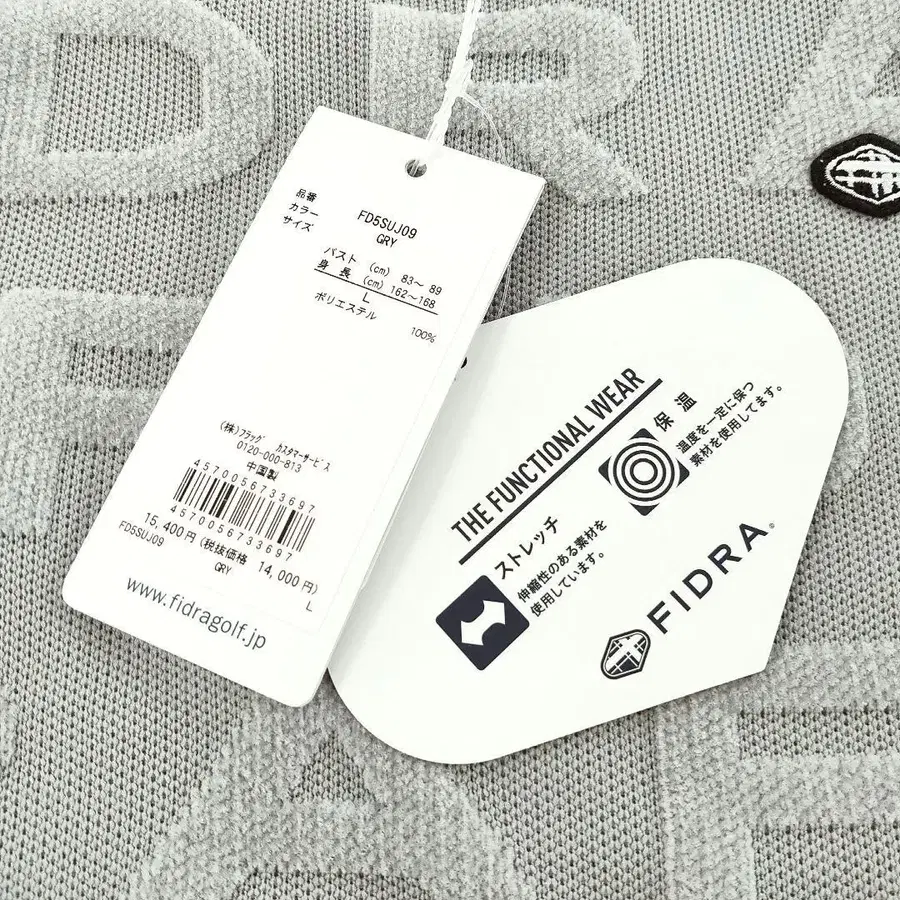 DRA
品番 FD5SUJ09
カラー GRY
サイズ
バスト (cm) 83～ 89
身 長 (cm) 162～168
L
ポリエステル 100%
(株)フラッグ ｶｽﾀﾏｰｻｰﾋﾞｽ
0120-000-813
中国製
4570056733697
4570056733697
15,400円(税抜価格 14,000円)
FD5SUJ09 GRY L
www.fidragolf.jp
THE FUNCTIONAL WEAR
保 温
温度を一定に保つ
素材を使用してます。
ストレッチ
伸縮性のある素材を
使用しています。
FIDRA